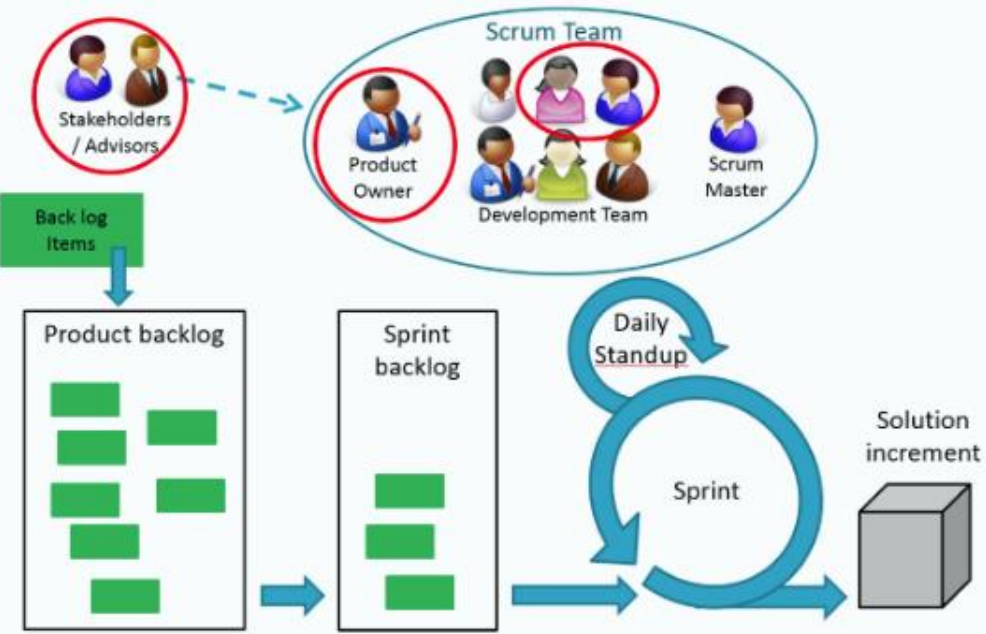 Scrum Team
Stakeholders
/ Advisors
Product
Owner
Development Team
Scrum
Master
Back log
Items
Product backlog
Sprint
backlog
Daily
Standup
Sprint
Solution
increment